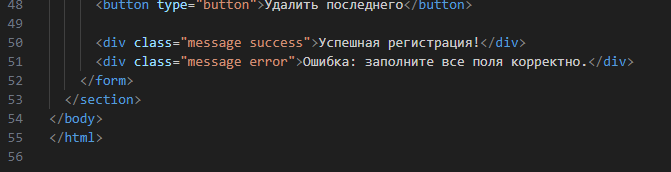 48 <button type="button">Удалить последнего</button>
49
50 <div class="message success">Успешная регистрация!</div>
51 <div class="message error">Ошибка: заполните все поля корректно.</div>
52 </form>
53 </section>
54 </body>
55 </html>
56